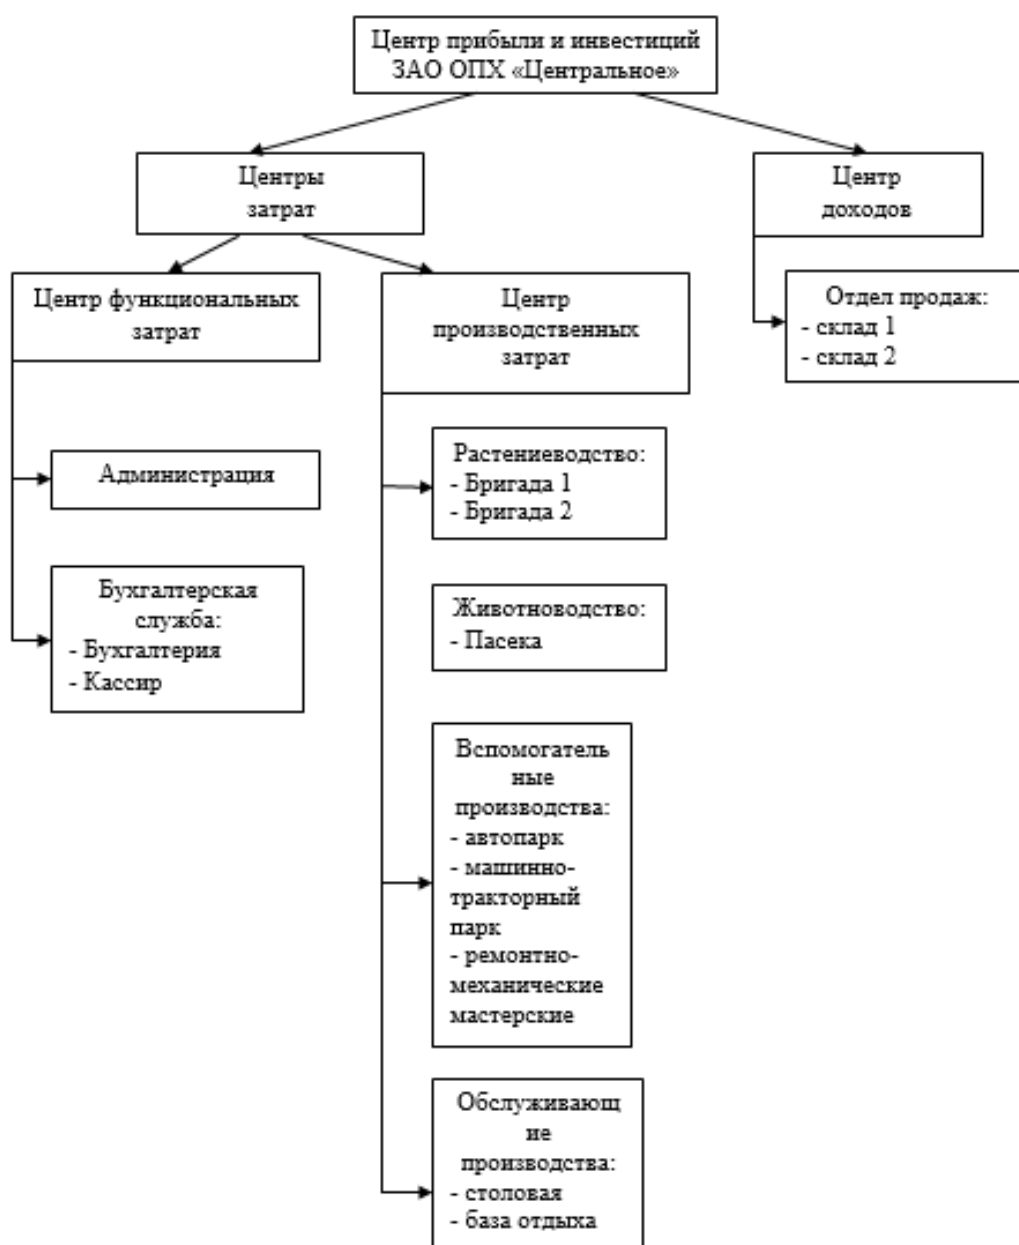 Центр прибыли и инвестиций
ЗАО ОПХ «Центральное»
Центры
затрат
Центр
доходов
Центр функциональных
затрат
Центр
производственных
затрат
Отдел продаж:
- склад 1
- склад 2
Администрация
Бухгалтерская
служба:
- Бухгалтерия
- Кассир
Растениеводство:
- Бригада 1
- Бригада 2
Животноводство:
- Пасека
Вспомогатель
ные
производства:
- автопарк
- машинно-
тракторный
парк
- ремонтно-
механические
мастерские
Обслуживающ
ие
производства:
- столовая
- база отдыха